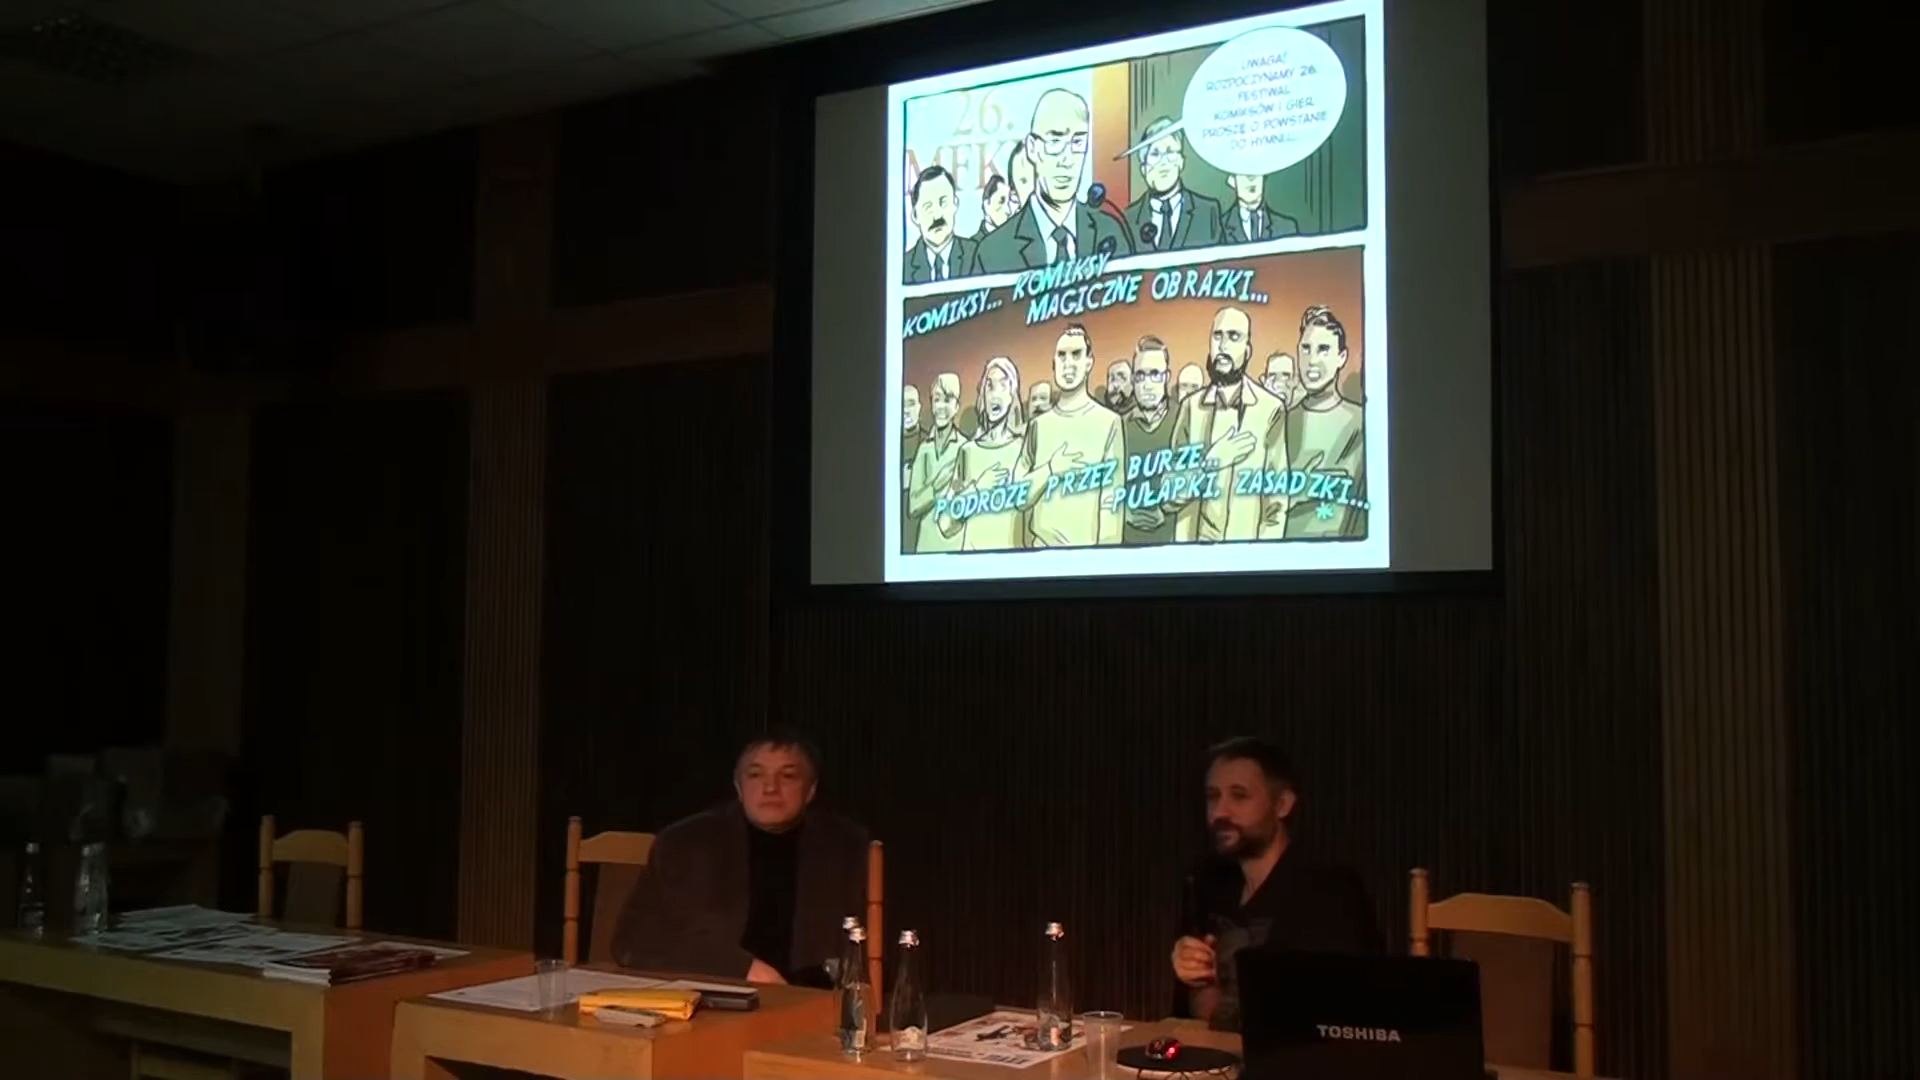 UWAGA!
ROZPOCZYNAMY 26.
FESTIWAL
KOMIKSÓW I GIER
PROSZĘ O POWSTANIE
DO HYMNU...
26.
MFK
KOMIKSY... KOMIKSY
MAGICZNE OBRAZKI...
PODRÓŻE PRZEZ BURZE...
PUŁAPKI, ZASADZKI...
*
TOSHIBA